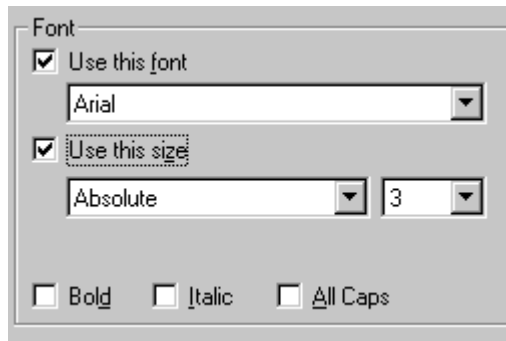 Font
Use this font
Arial
Use this size
Absolute 3
Bold Italic All Caps